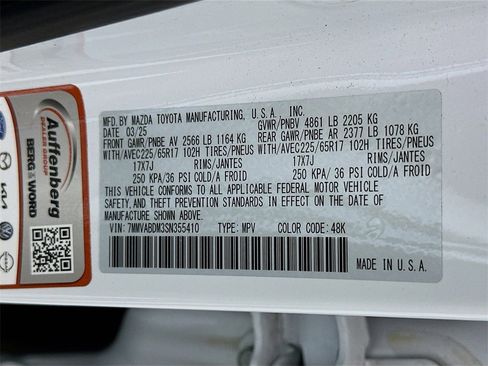 MFD. BY MAZDA TOYOTA MANUFACTURING, U.S.A., INC.
DATE 03/25 GVWR/PNBV 4861 LB 2205 KG
FRONT GAWR/PNBE AV 2566 LB 1164 KG REAR GAWR/PNBE AR 2377 LB 1078 KG
WITH/AVEC225/65R17 102H TIRES/PNEUS WITH/AVEC225/65R17 102H TIRES/PNEUS
17X7J RIMS/JANTES 17X7J RIMS/JANTES
250 KPA/36 PSI COLD/A FROID 250 KPA/ 36 PSI COLD/A FROID
THIS VEHICLE CONFORMS TO ALL APPLICABLE FEDERAL MOTOR VEHICLE
SAFETY, AND THEFT PREVENTION STANDARDS IN EFFECT ON THE DATE OF
MANUFACTURE SHOWN ABOVE.
VIN: 7MMVABDM3SN355410 TYPE: MPV COLOR CODE: 48K
MADE IN U.S.A.
Auffenberg
DEALER GROUP
BERG & WORD
KIA